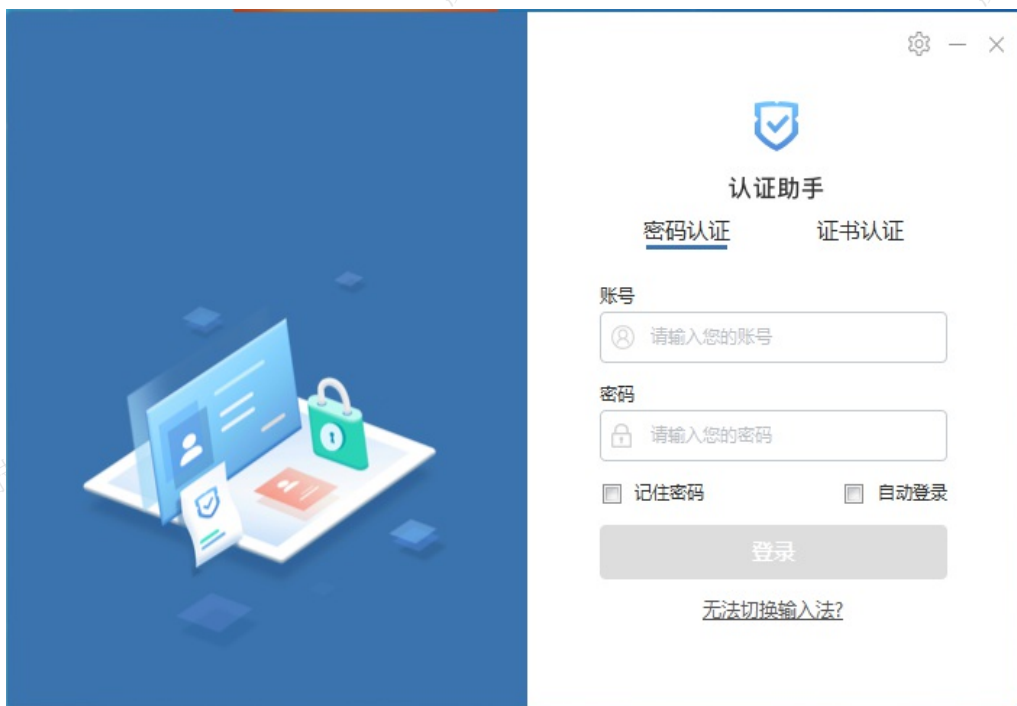 认证助手
密码认证 证书认证
账号
请输入您的账号
密码
请输入您的密码
记住密码 自动登录
登录
无法切换输入法?